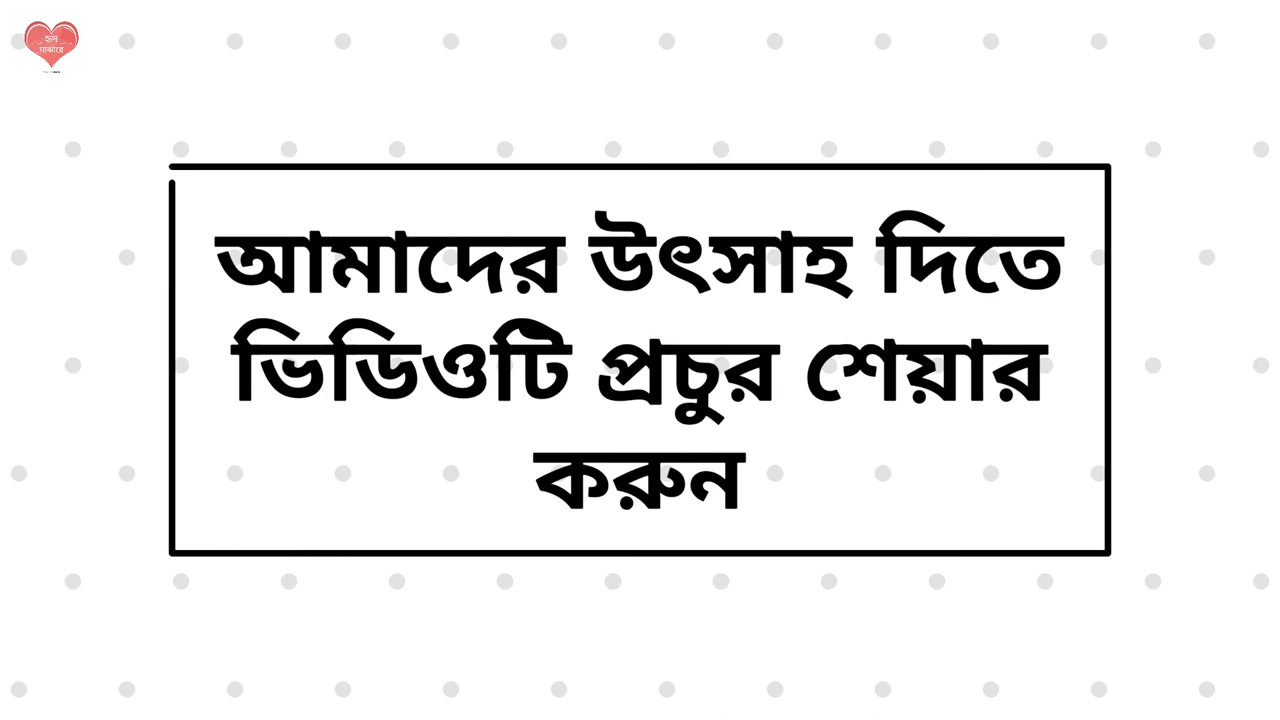 হৃদ
মাঝারে
আমাদের উৎসাহ দিতে
ভিডিওটি প্রচুর শেয়ার
করুন